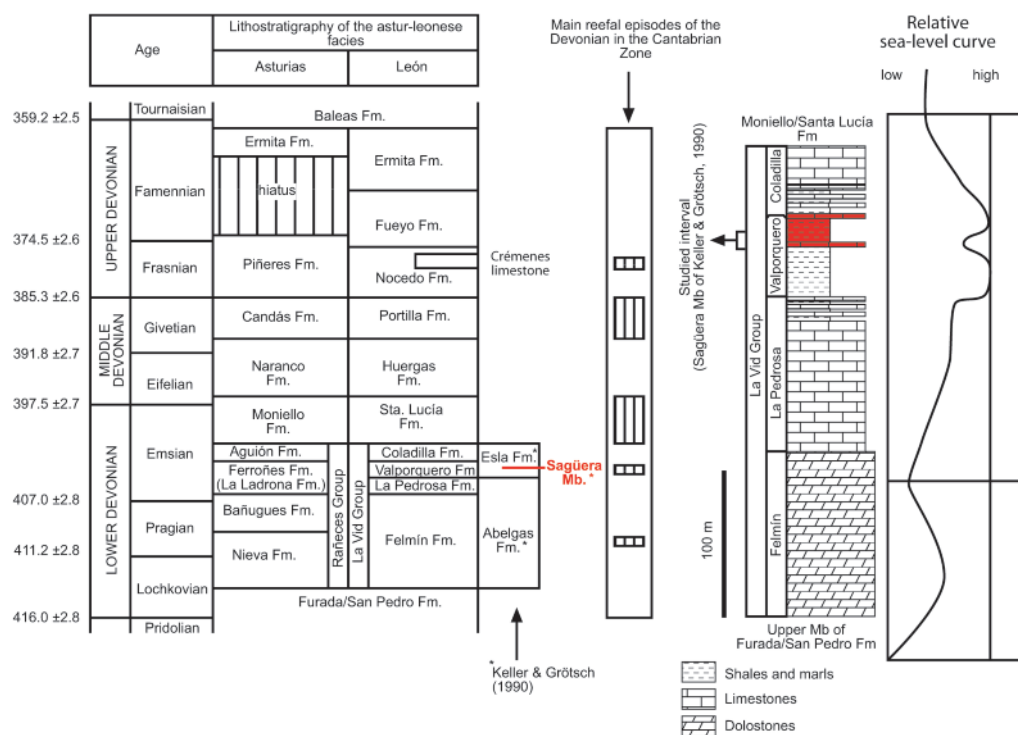 Age
Lithostratigraphy of the astur-leonese
facies
Asturias
León
Main reefal episodes of the
Devonian in the Cantabrian
Zone
Relative
sea-level curve
low
high
359.2 ±2.5
374.5 ±2.6
385.3 ±2.6
391.8 ±2.7
397.5 ±2.7
407.0 ±2.8
411.2 ±2.8
416.0 ±2.8
UPPER DEVONIAN
MIDDLE
DEVONIAN
LOWER DEVONIAN
Tournaisian
Famennian
Frasnian
Givetian
Eifelian
Emsian
Pragian
Lochkovian
Pridolian
Baleas Fm.
Ermita Fm.
hiatus
Piñeres Fm.
Candás Fm.
Naranco
Fm.
Moniello
Fm.
Aguión Fm.
Ferroñes Fm.
(La Ladrona Fm.)
Bañugues Fm.
Nieva Fm.
Rañeces Group
La Vid Group
Ermita Fm.
Fueyo Fm.
Nocedo Fm.
Crémenes
limestone
Portilla Fm.
Huergas
Fm.
Sta. Lucía
Fm.
Coladilla Fm.
Valporquero Fm.
La Pedrosa Fm.
Felmín Fm.
Esla Fm.*
Abelgas
Fm.*
Furada/San Pedro Fm.
Sagüera
Mb. *
*Keller & Grötsch
(1990)
Studied interval
(Sagüera Mb of Keller & Grötsch, 1990)
Moniello/Santa Lucía
Fm
La Vid Group
Coladilla
Valporquero
La Pedrosa
Felmín
100 m
Upper Mb of
Furada/San Pedro Fm
Shales and marls
Limestones
Dolostones